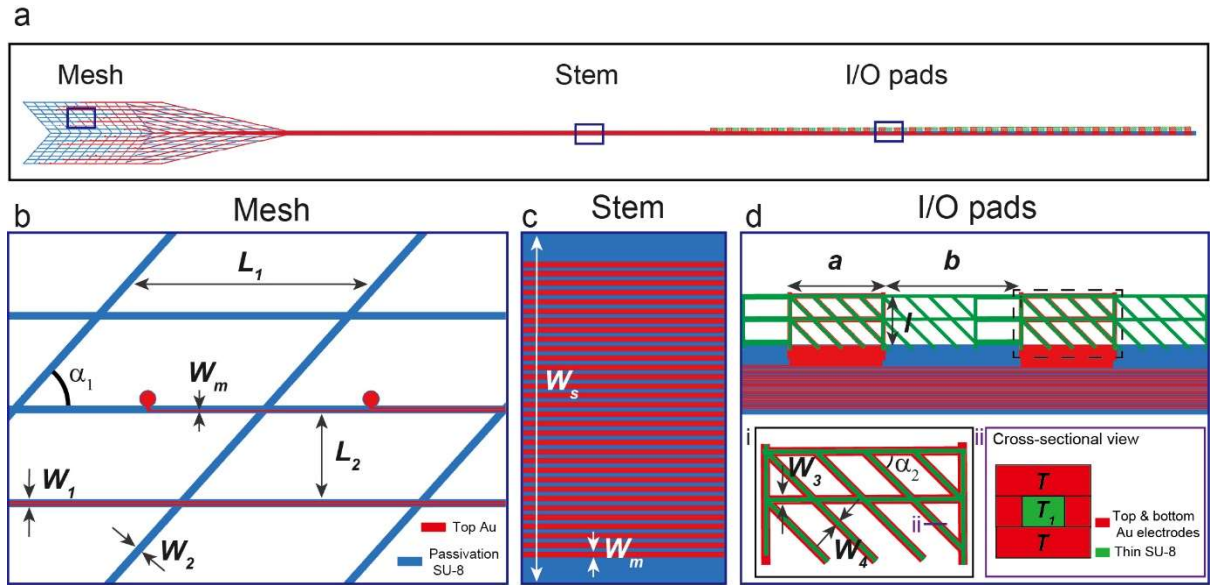 a
Mesh
Stem
I/O pads
b
Mesh
L1
α1
Wm
L2
W1
W2
Top Au
Passivation
SU-8
c
Stem
Ws
Wm
d
I/O pads
a
b
l
i
W3
α2
ii
W4
ii
Cross-sectional view
T
T1
T
Top & bottom
Au electrodes
Thin SU-8